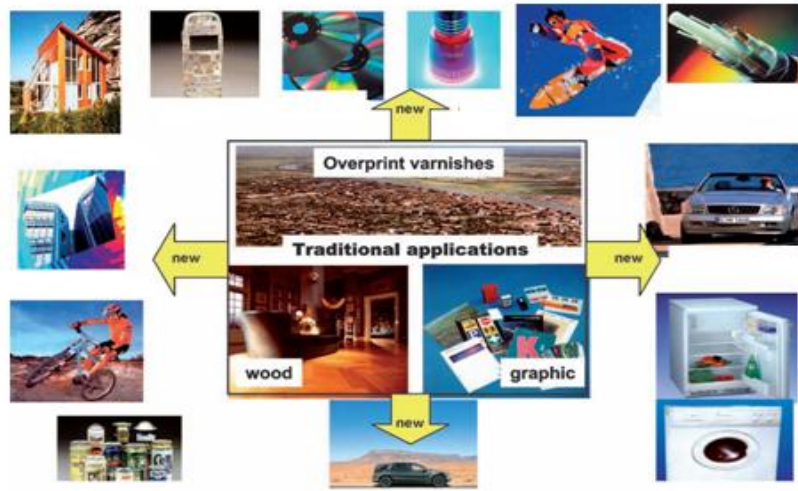 new
Overprint varnishes
Traditional applications
new
new
wood
graphic
new